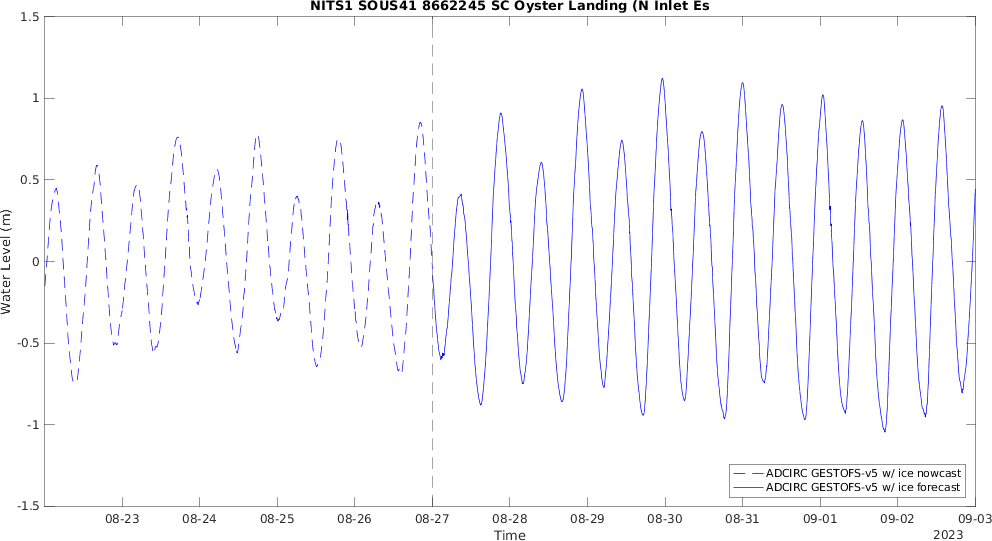 NITS1 SOUS41 8662245 SC Oyster Landing (N Inlet Es
1.5
1
0.5
0
-0.5
-1
-1.5
Water Level (m)
ADCIRC GESTOFS-v5 w/ ice nowcast
ADCIRC GESTOFS-v5 w/ ice forecast
08-23 08-24 08-25 08-26 08-27 08-28 08-29 08-30 08-31 09-01 09-02 09-03
Time
2023